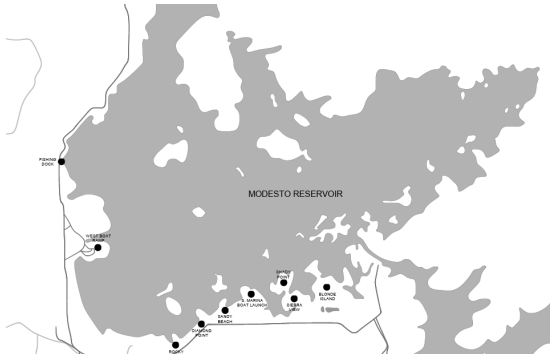 FISHING
DOCK
MODESTO RESERVOIR
WEST BOAT
RAMP
SHADY
POINT
BLONDE
ISLAND
S. MARINA
BOAT LAUNCH
SIERRA
VIEW
SANDY
BEACH
DIAMOND
POINT
ROCKY